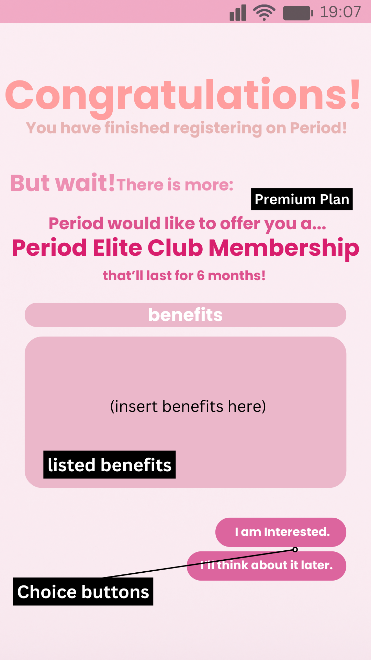 19:07
Congratulations!
You have finished registering on Period!
But wait! There is more:
Premium Plan
Period would like to offer you a...
Period Elite Club Membership
that'll last for 6 months!
benefits
(insert benefits here)
listed benefits
I am Interested.
I'll think about it later.
Choice buttons